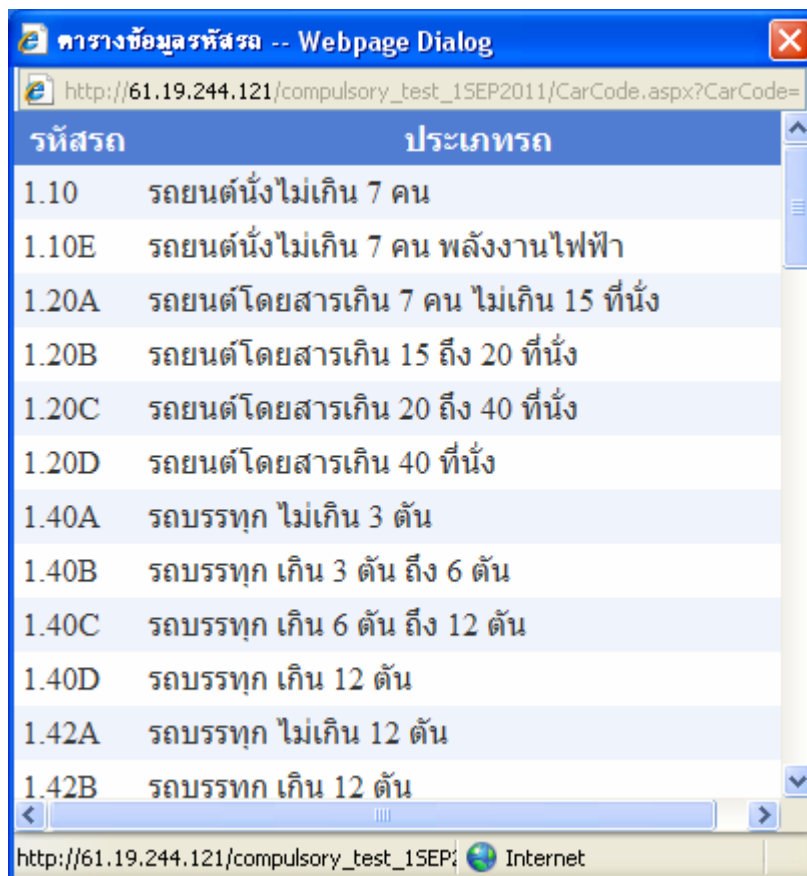 ตารางข้อมูลรหัสรถ -- Webpage Dialog
http://61.19.244.121/compulsory_test_1SEP2011/CarCode.aspx?CarCode=
รหัสรถ ประเภทรถ
1.10 รถยนต์นั่งไม่เกิน 7 คน
1.10E รถยนต์นั่งไม่เกิน 7 คน พลังงานไฟฟ้า
1.20A รถยนต์โดยสารเกิน 7 คน ไม่เกิน 15 ที่นั่ง
1.20B รถยนต์โดยสารเกิน 15 ถึง 20 ที่นั่ง
1.20C รถยนต์โดยสารเกิน 20 ถึง 40 ที่นั่ง
1.20D รถยนต์โดยสารเกิน 40 ที่นั่ง
1.40A รถบรรทุก ไม่เกิน 3 ตัน
1.40B รถบรรทุก เกิน 3 ตัน ถึง 6 ตัน
1.40C รถบรรทุก เกิน 6 ตัน ถึง 12 ตัน
1.40D รถบรรทุก เกิน 12 ตัน
1.42A รถบรรทุก ไม่เกิน 12 ตัน
1.42B รถบรรทุก เกิน 12 ตัน
http://61.19.244.121/compulsory_test_1SEP2 Internet